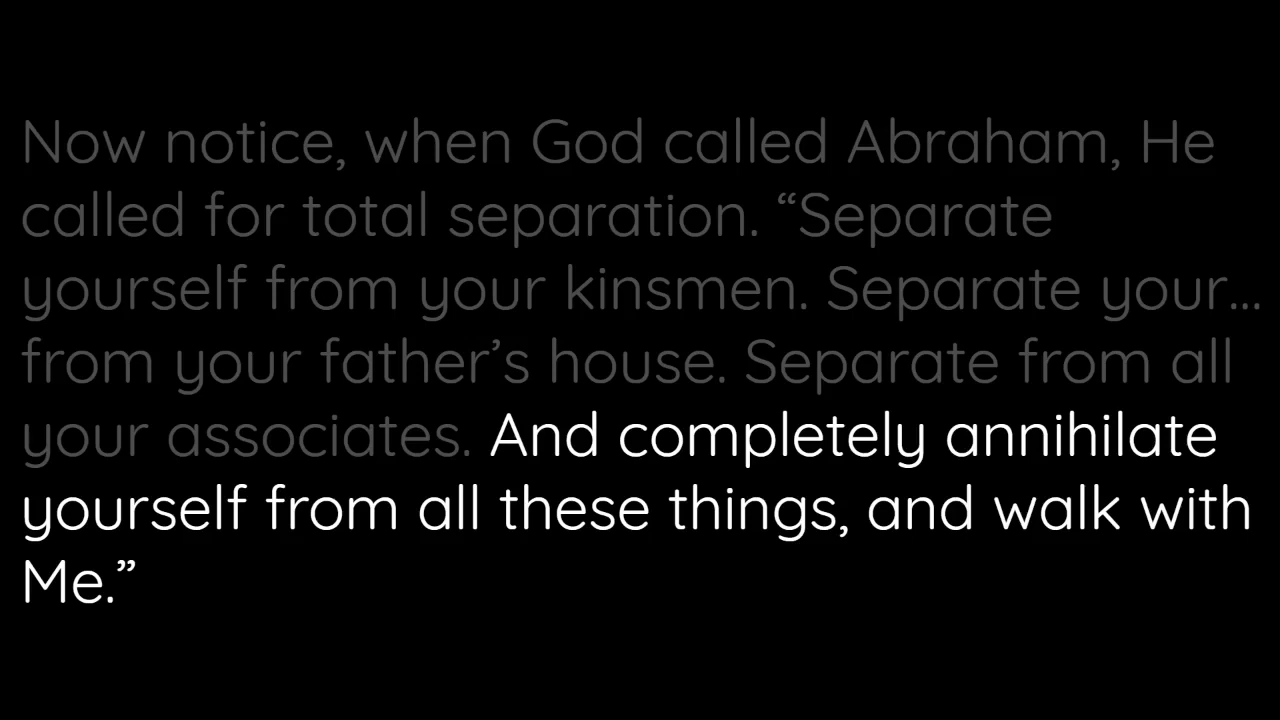 Now notice, when God called Abraham, He
called for total separation. “Separate
yourself from your kinsmen. Separate your...
from your father’s house. Separate from all
your associates. And completely annihilate
yourself from all these things, and walk with
Me.”